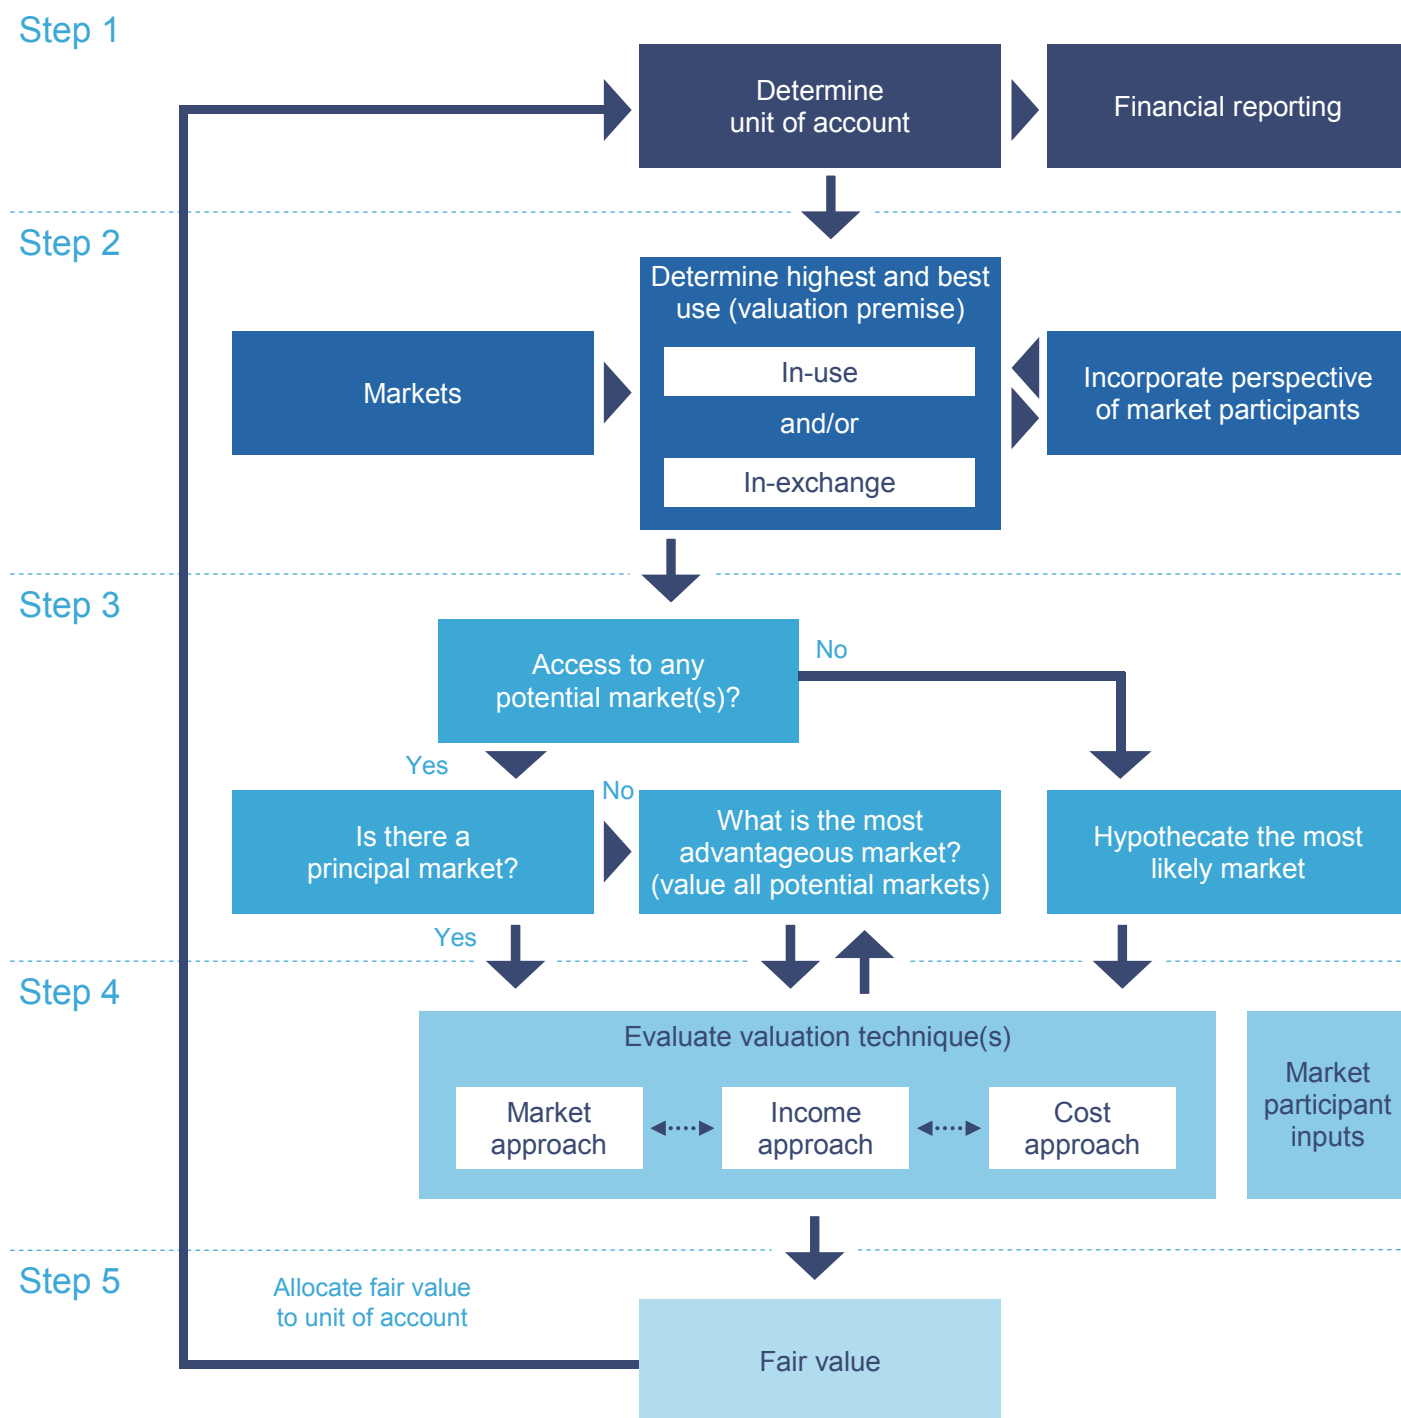 Step 1
Determine
unit of account
Financial reporting
Step 2
Determine highest and best
use (valuation premise)
In-use
and/or
In-exchange
Markets
Incorporate perspective
of market participants
Step 3
Access to any
potential market(s)?
No
Yes
Is there a
principal market?
No
What is the most
advantageous market?
(value all potential markets)
Hypothecate the most
likely market
Yes
Step 4
Evaluate valuation technique(s)
Market
approach
Income
approach
Cost
approach
Market
participant
inputs
Step 5
Allocate fair value
to unit of account
Fair value